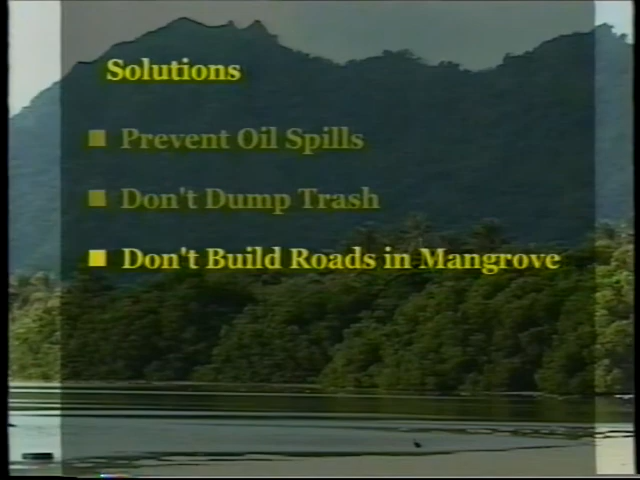 Solutions
Prevent Oil Spills
Don't Dump Trash
Don't Build Roads in Mangrove